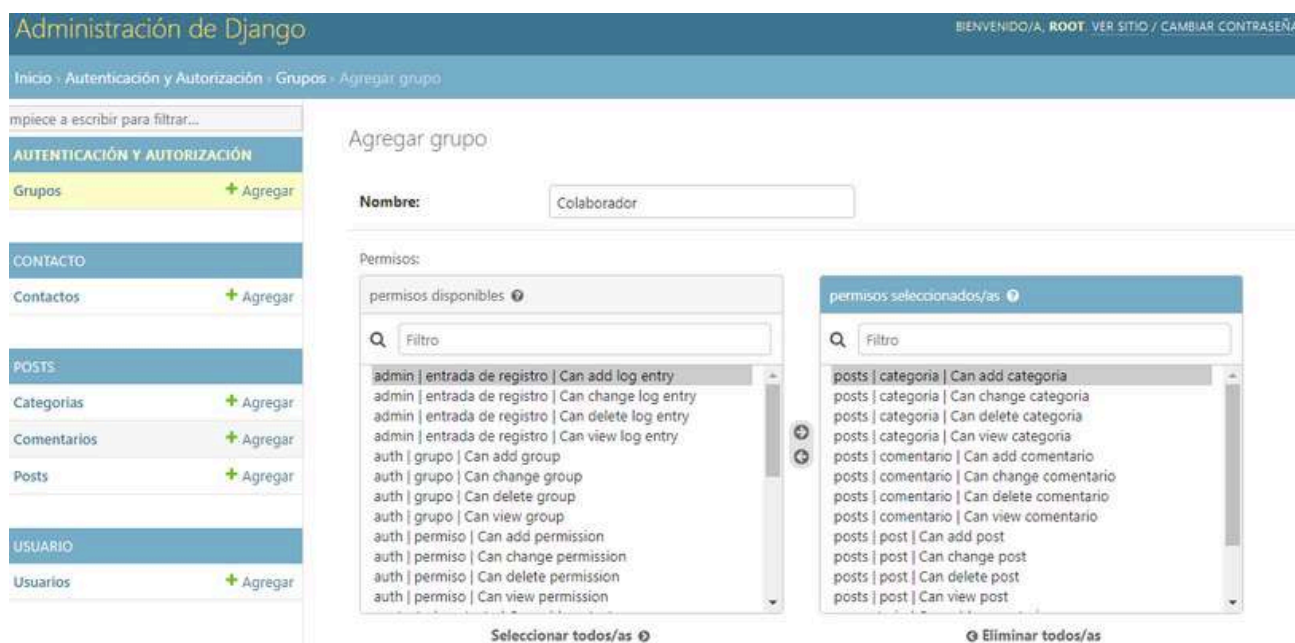 Administración de Django
BIENVENIDO/A, ROOT. VER SITIO / CAMBIAR CONTRASEÑA
Inicio › Autenticación y Autorización › Grupos › Agregar grupo
mpiece a escribir para filtrar...
AUTENTICACIÓN Y AUTORIZACIÓN
Grupos + Agregar
CONTACTO
Contactos + Agregar
POSTS
Categorias + Agregar
Comentarios + Agregar
Posts + Agregar
USUARIO
Usuarios + Agregar
Agregar grupo
Nombre: Colaborador
Permisos:
permisos disponibles
Filtro
admin | entrada de registro | Can add log entry
admin | entrada de registro | Can change log entry
admin | entrada de registro | Can delete log entry
admin | entrada de registro | Can view log entry
auth | grupo | Can add group
auth | grupo | Can change group
auth | grupo | Can delete group
auth | grupo | Can view group
auth | permiso | Can add permission
auth | permiso | Can change permission
auth | permiso | Can delete permission
auth | permiso | Can view permission
Seleccionar todos/as
permisos seleccionados/as
Filtro
posts | categoria | Can add categoria
posts | categoria | Can change categoria
posts | categoria | Can delete categoria
posts | categoria | Can view categoria
posts | comentario | Can add comentario
posts | comentario | Can change comentario
posts | comentario | Can delete comentario
posts | comentario | Can view comentario
posts | post | Can add post
posts | post | Can change post
posts | post | Can delete post
posts | post | Can view post
Eliminar todos/as